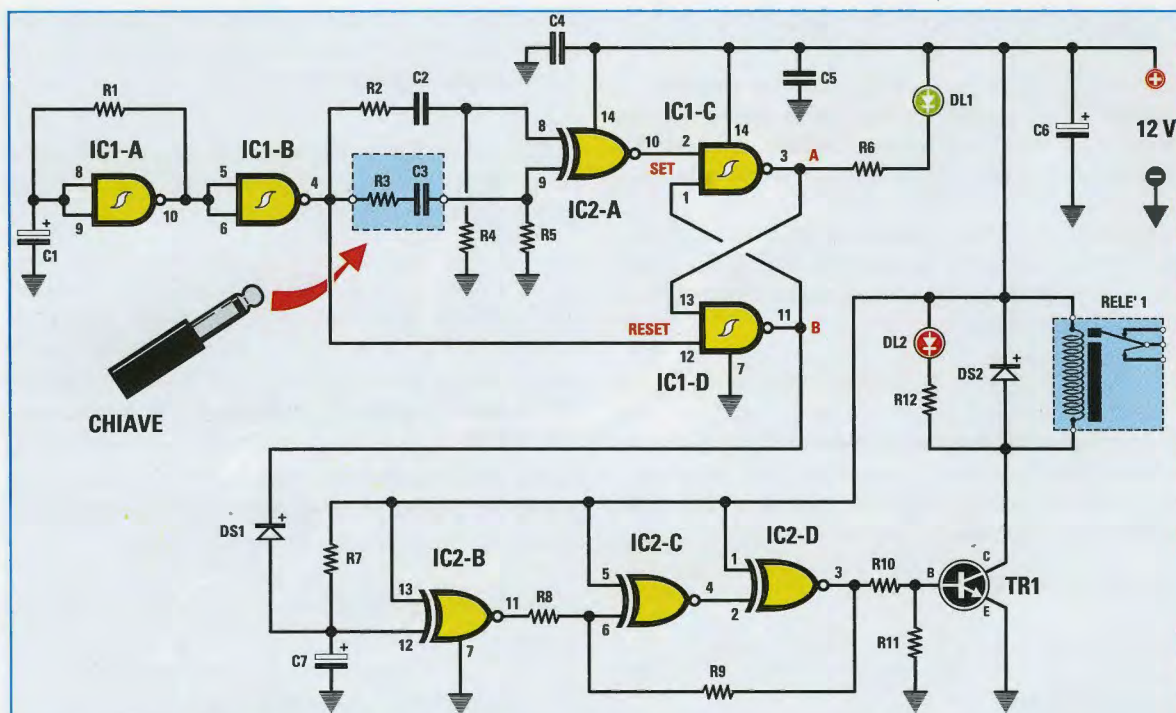 C4
R1
R2
C2
IC1-C
C5
DL1
+
IC1-A
IC1-B
8
14
14
C6
+
12 V
8
9
10
5
6
4
R3
C3
9
10
2
SET
1
3
A
R6
−
+
C1
IC2-A
R4
R5
13
11
B
RELE' 1
RESET
12
7
DL2
DS2
+
IC1-D
R12
CHIAVE
DS1
+
R7
IC2-B
IC2-C
IC2-D
13
11
R8
5
6
4
1
2
3
R10
B
C
E
TR1
12
7
C7
+
R9
R11